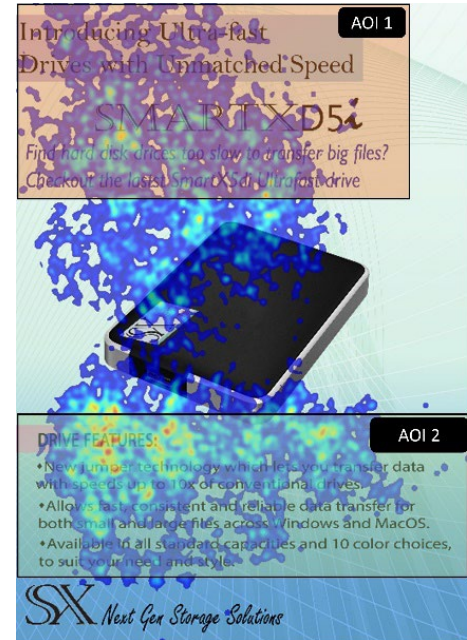 AOI 1
Introducing Ultra-fast
Drives with Unmatched Speed
SMARTXD5i
Find hard disk drices too slow to transfer big files?
Checkout the lastst SmartX5di Ultrafast drive
SX
AOI 2
DRIVE FEATURES:
•New jumper technology which lets you transfer data
with speeds up to 10x of conventional drives.
•Allows fast, consistent and reliable data transfer for
both small and large files across Windows and MacOS.
•Available in all standard capacities and 10 color choices,
to suit your need and style.
SX Next Gen Storage Solutions